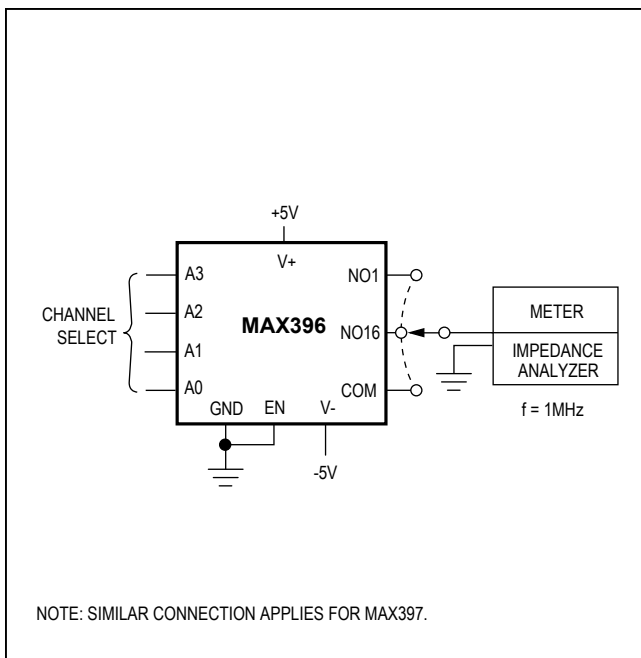 +5V
V+
CHANNEL
SELECT
A3
A2
A1
A0
MAX396
NO1
NO16
COM
GND
EN
V-
-5V
METER
IMPEDANCE
ANALYZER
f = 1MHz
NOTE: SIMILAR CONNECTION APPLIES FOR MAX397.